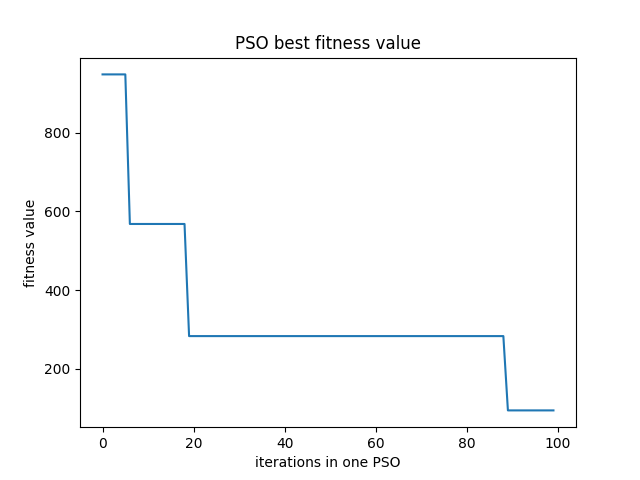 PSO best fitness value
fitness value
800
600
400
200
0 20 40 60 80 100
iterations in one PSO